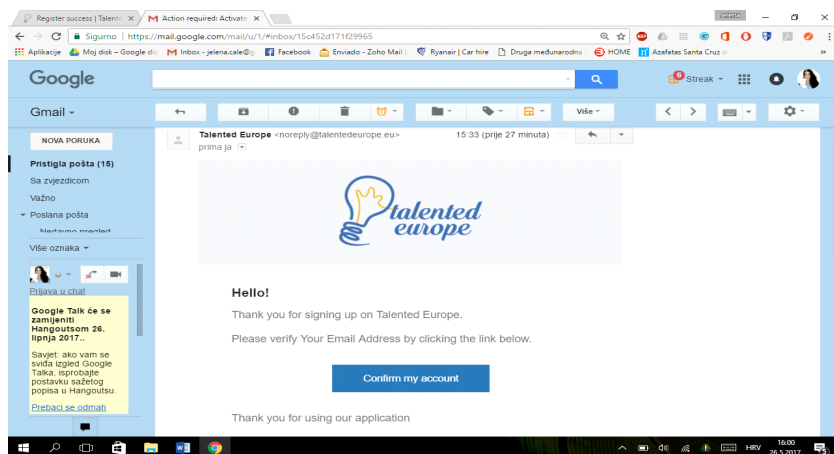 Register success | Talente
Action required: Activate
Jelena
Sigurno | https://mail.google.com/mail/u/1/#inbox/15c452d171f29965
Aplikacije
Moj disk – Google dis
Inbox - jelena.cale@g
Facebook
Enviado - Zoho Mail
Ryanair | Car hire
Druga međunarodna
HOME
Azafatas Santa Cruz d
Google
6
Streak
Gmail
Više
NOVA PORUKA
Talented Europe <noreply@talentedeurope.eu>
15:33 (prije 27 minuta)
prima ja
Pristigla pošta (15)
Sa zvjezdicom
Važno
Poslana pošta
Nedavno pregled
Više oznaka
talented
europe
Prijava u chat
Google Talk će se
zamijeniti
Hangoutsom 26.
lipnja 2017..
Savjet: ako vam se
sviđa izgled Google
Talka, isprobajte
postavku sažetog
popisa u Hangoutsu.
Prebaci se odmah
Hello!
Thank you for signing up on Talented Europe.
Please verify Your Email Address by clicking the link below.
Confirm my account
Thank you for using our application
HRV
16:00
26.5.2017.